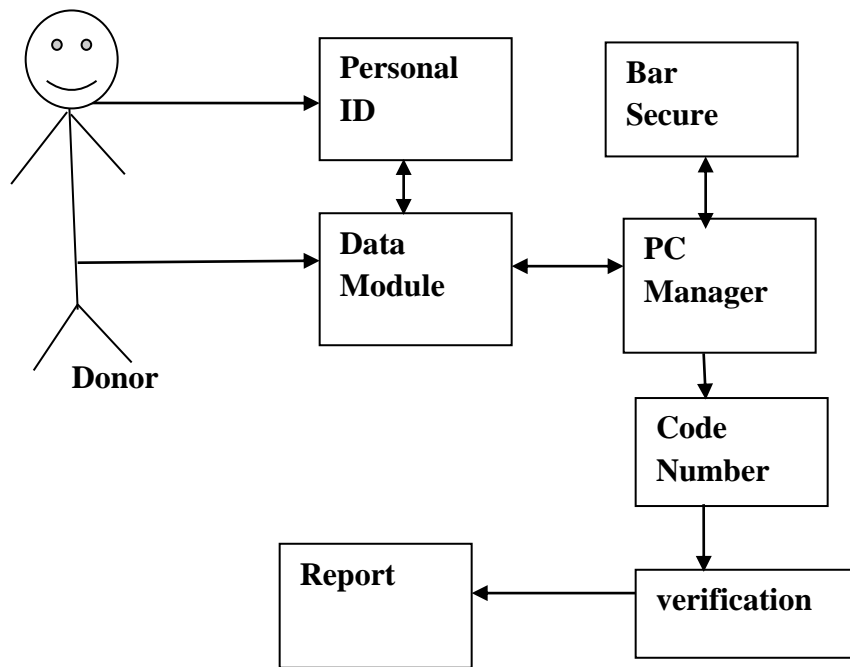 Personal
ID
Bar
Secure
Data
Module
PC
Manager
Donor
Code
Number
Report
verification